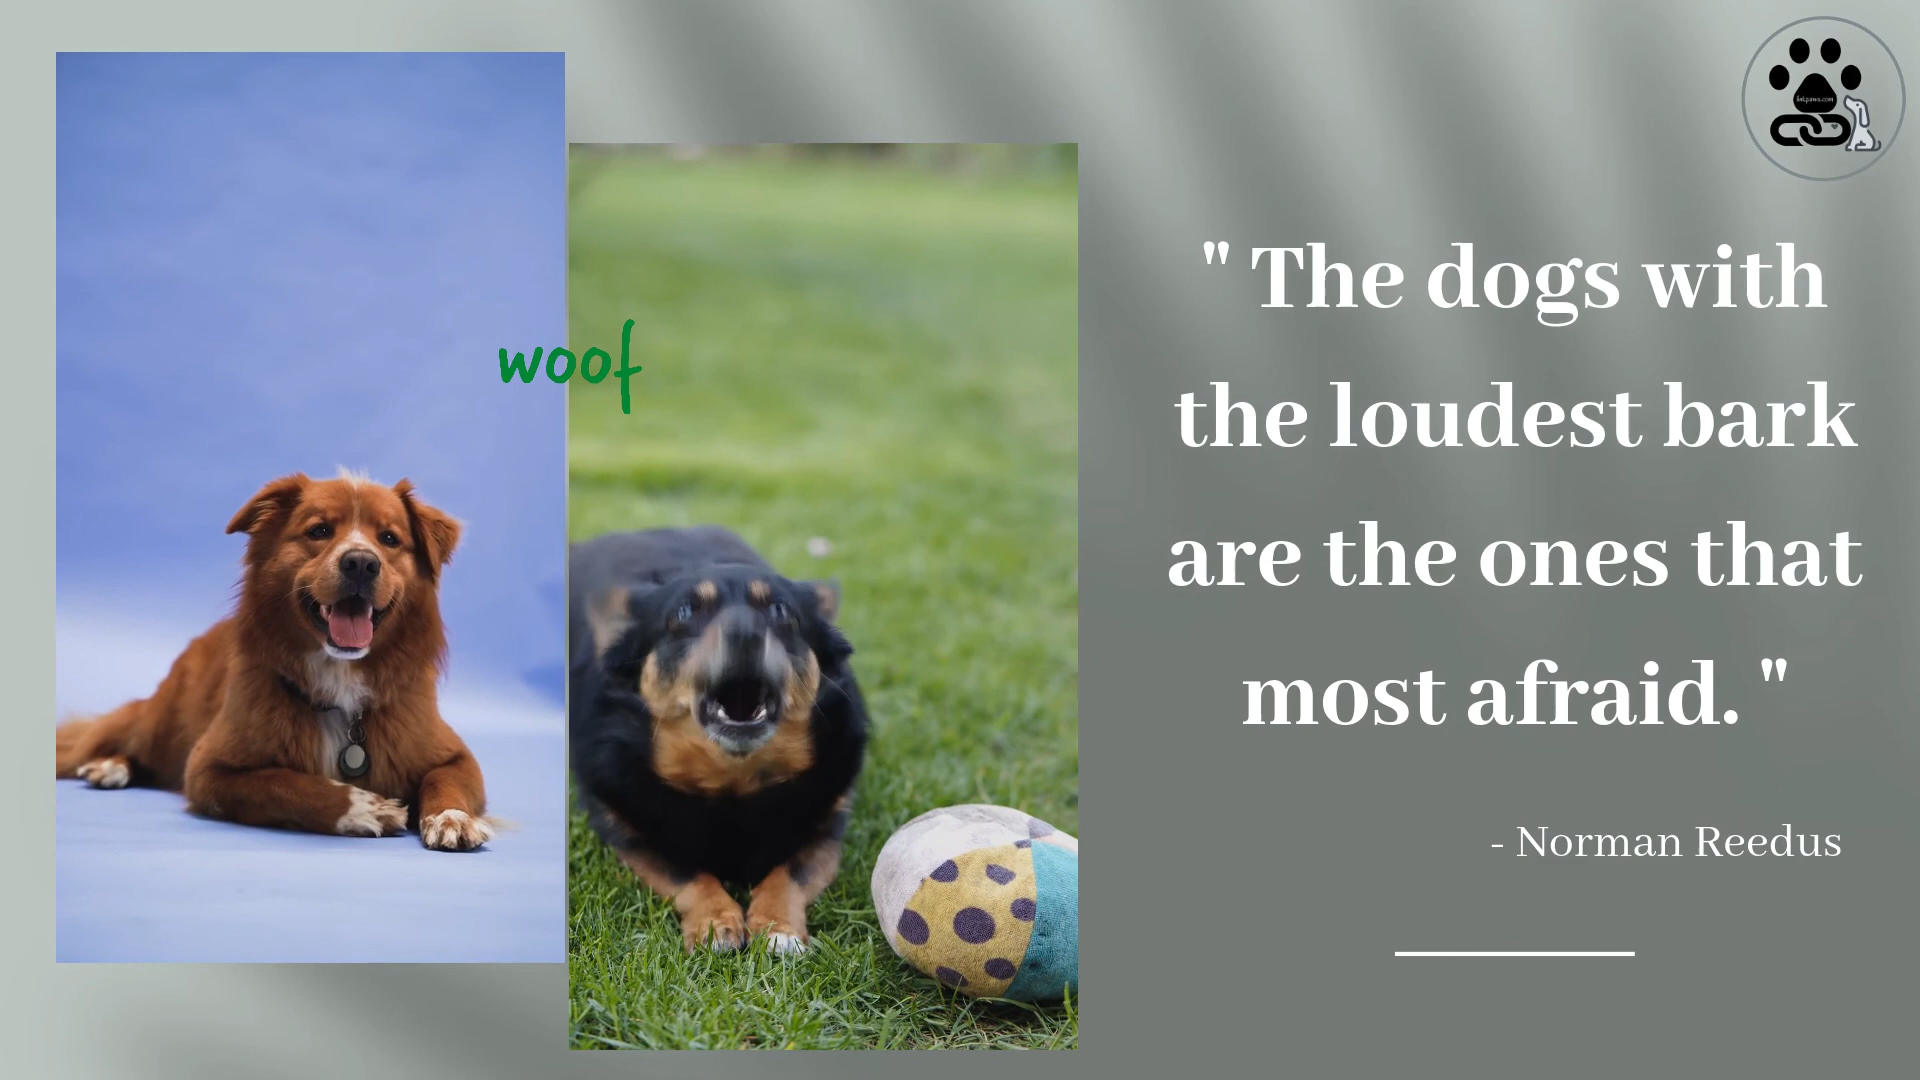 woof
" The dogs with
the loudest bark
are the ones that
most afraid. "
- Norman Reedus